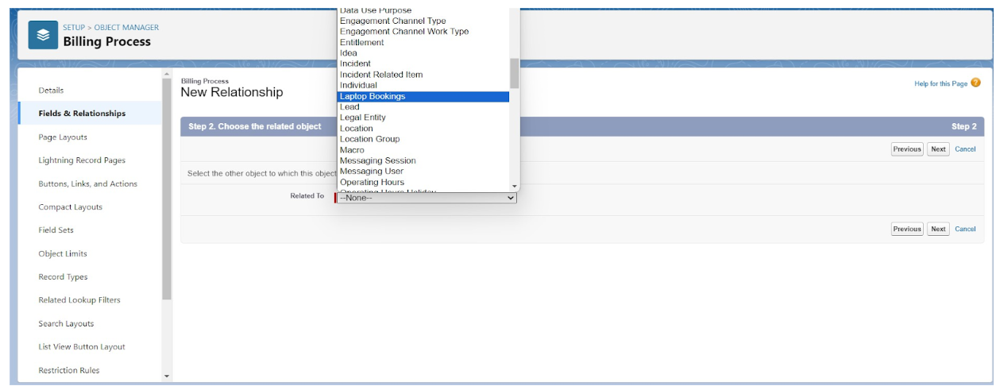 SETUP > OBJECT MANAGER
Billing Process
Details
Fields & Relationships
Page Layouts
Lightning Record Pages
Buttons, Links, and Actions
Compact Layouts
Field Sets
Object Limits
Record Types
Related Lookup Filters
Search Layouts
List View Button Layout
Restriction Rules
Billing Process
New Relationship
Help for this Page
Step 2. Choose the related object
Step 2
Previous Next Cancel
Select the other object to which this object
Related To
--None--
Data Use Purpose
Engagement Channel Type
Engagement Channel Work Type
Entitlement
Idea
Incident
Incident Related Item
Individual
Laptop Bookings
Lead
Legal Entity
Location
Location Group
Macro
Messaging Session
Messaging User
Operating Hours
Operating Hours Holiday
Previous Next Cancel